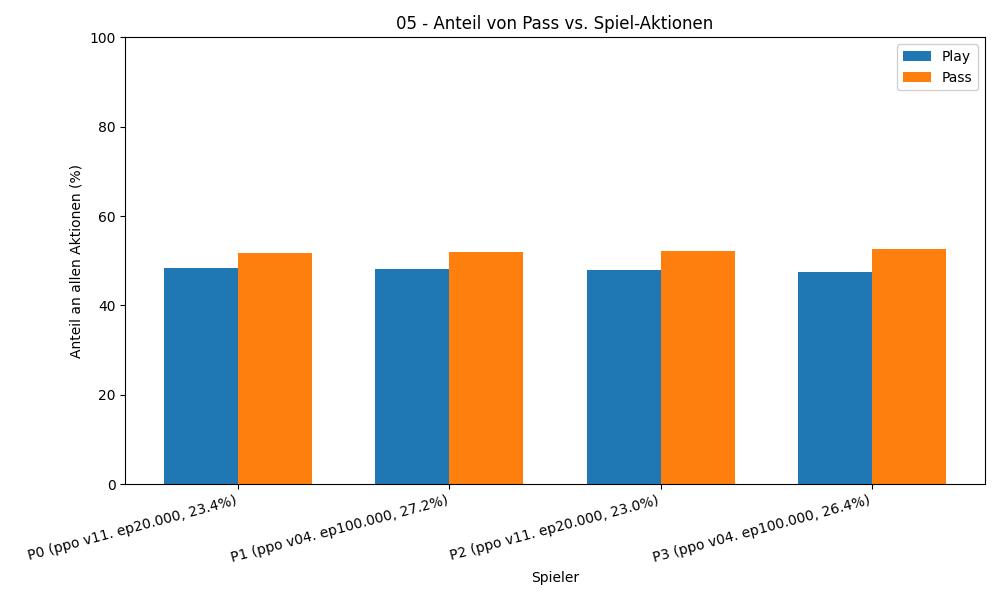 05 - Anteil von Pass vs. Spiel-Aktionen
Play
Pass
Anteil an allen Aktionen (%)
100
80
60
40
20
0
P0 (ppo v11. ep20.000, 23.4%)
P1 (ppo v04. ep100.000, 27.2%)
P2 (ppo v11. ep20.000, 23.0%)
P3 (ppo v04. ep100.000, 26.4%)
Spieler